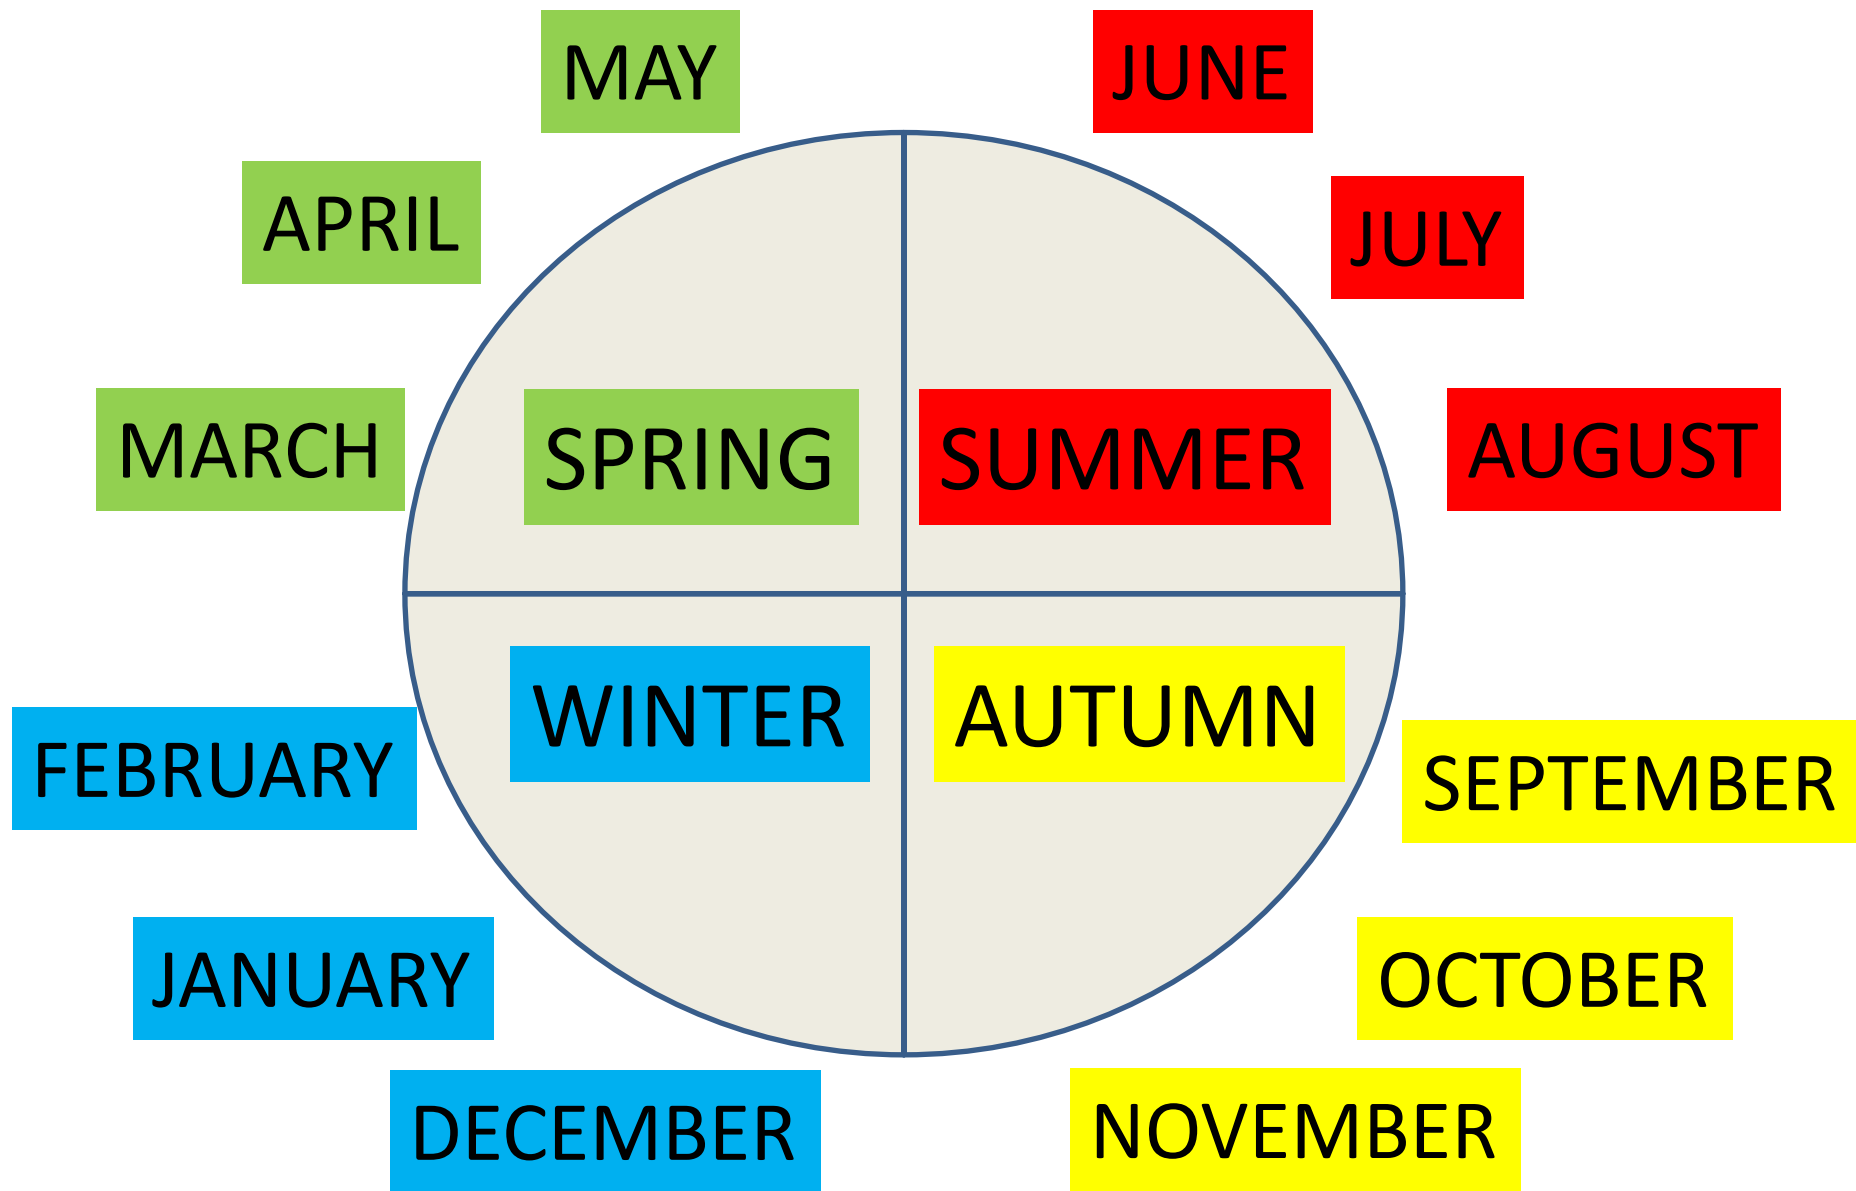 MAY
JUNE
APRIL
JULY
MARCH
SPRING
SUMMER
AUGUST
WINTER
AUTUMN
FEBRUARY
SEPTEMBER
JANUARY
OCTOBER
DECEMBER
NOVEMBER